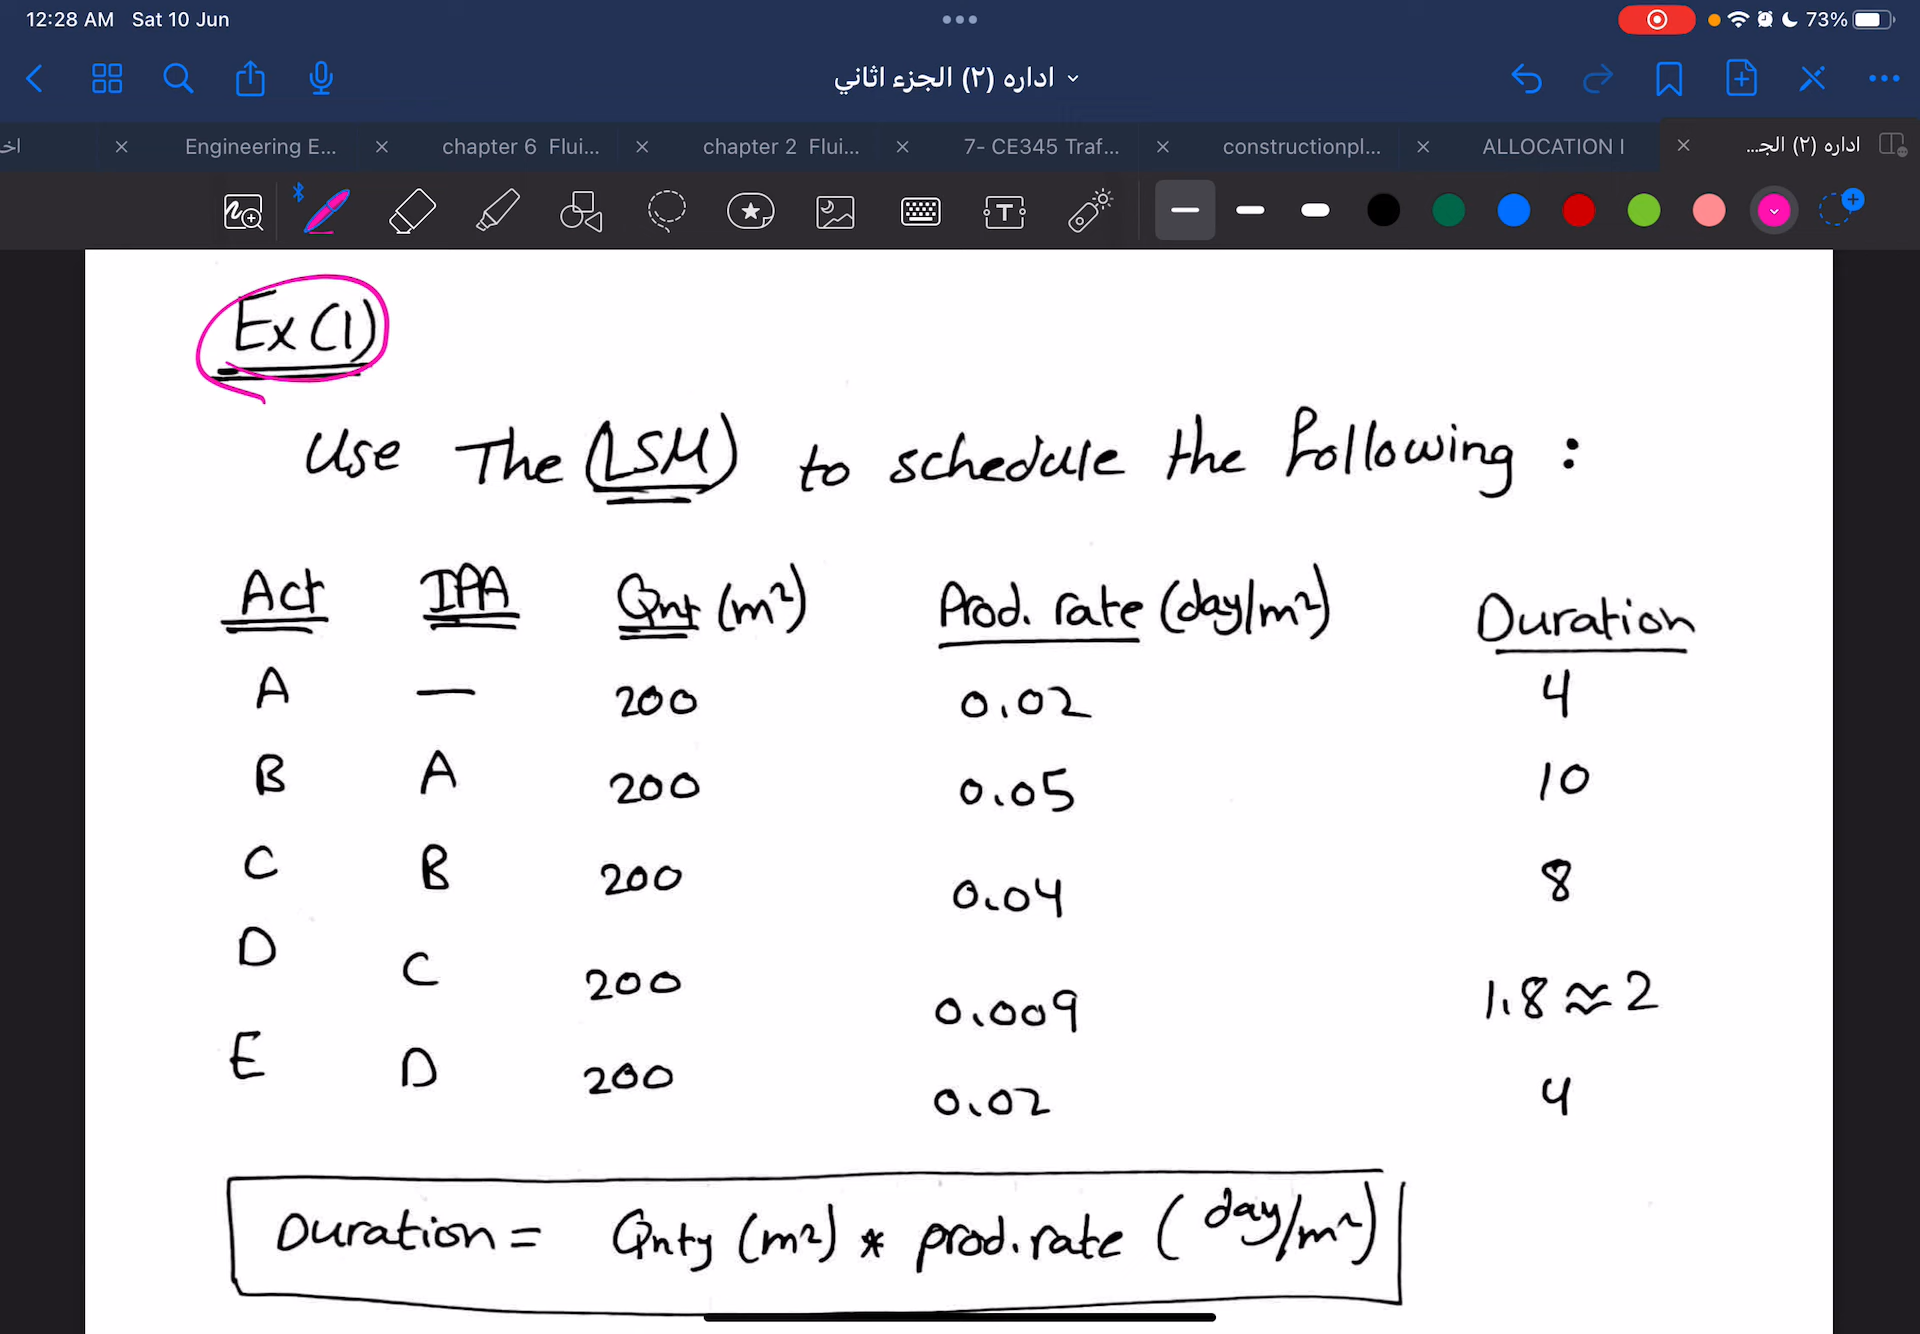 12:28 AM Sat 10 Jun
73%
اداره (٢) الجزء اثاني
اخ
Engineering E...
chapter 6 Flui...
chapter 2 Flui...
7- CE345 Traf...
constructionpl...
ALLOCATION I
اداره (٢) الج...
T
Ex (1)
Use The (LSM) to schedule the following :
Act IPA Qnt (m²) Prod. rate (day/m²) Duration
A — 200 0.02 4
B A 200 0.05 10
C B 200 0.04 8
D C 200 0.009 1.8 ≈ 2
E D 200 0.02 4
Duration = Qnty (m²) * prod. rate (day/m²)